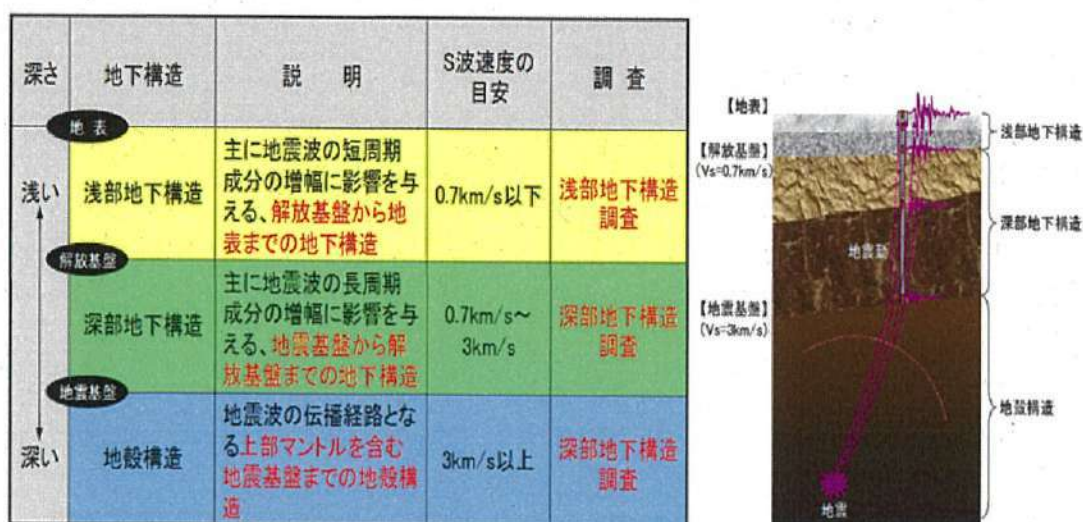 深さ
地下構造
説 明
S波速度の
目安
調 査
地 表
浅い
浅部地下構造
主に地震波の短周期
成分の増幅に影響を与
える、解放基盤から地
表までの地下構造
0.7km/s以下
浅部地下構造
調査
解放基盤
深部地下構造
主に地震波の長周期
成分の増幅に影響を与
える、地震基盤から解
放基盤までの地下構造
0.7km/s～
3km/s
深部地下構造
調査
地震基盤
深い
地殻構造
地震波の伝播経路とな
る上部マントルを含む
地震基盤までの地殻構
造
3km/s以上
深部地下構造
調査
【地表】
浅部地下構造
【解放基盤】
(Vs=0.7km/s)
深部地下構造
地震動
【地震基盤】
(Vs=3km/s)
地殻構造
地震